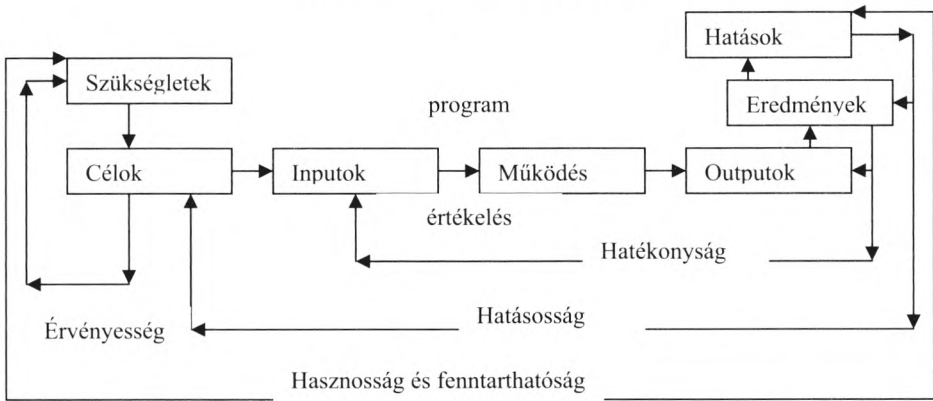 Hatások
Szükségletek
Eredmények
program
Célok
Inputok
Működés
Outputok
értékelés
Hatékonyság
Érvényesség
Hatásosság
Hasznosság és fenntarthatóság